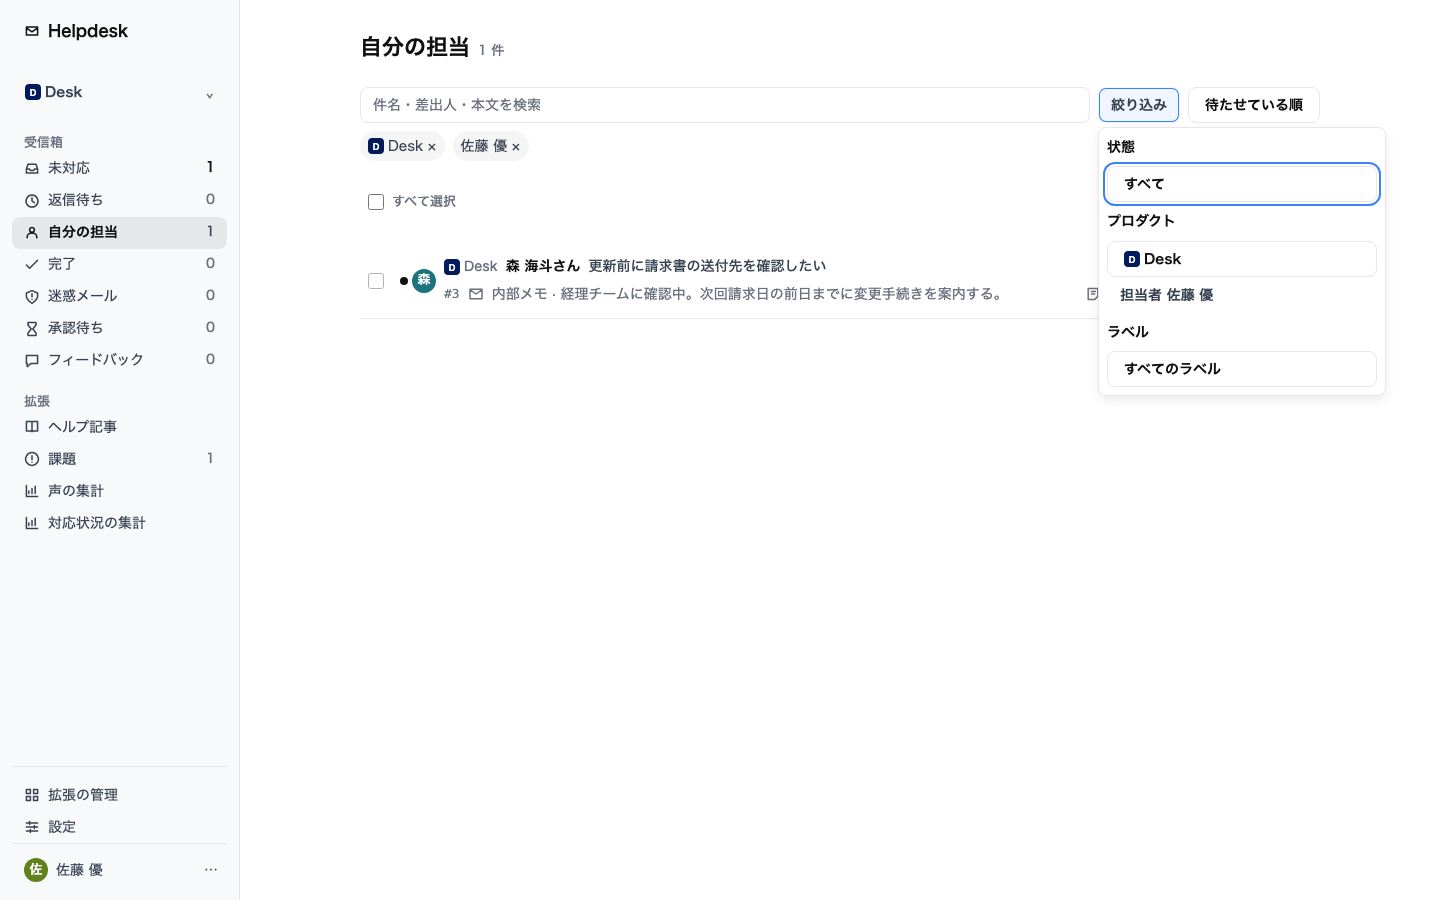 Helpdesk
D Desk
受信箱
未対応 1
返信待ち 0
自分の担当 1
完了 0
迷惑メール 0
承認待ち 0
フィードバック 0
拡張
ヘルプ記事
課題 1
声の集計
対応状況の集計
拡張の管理
設定
佐 佐藤 優 …
自分の担当 1 件
件名・差出人・本文を検索 絞り込み 待たせている順
D Desk × 佐藤 優 ×
すべて選択
森 D Desk 森 海斗さん 更新前に請求書の送付先を確認したい
#3 内部メモ · 経理チームに確認中。次回請求日の前日までに変更手続きを案内する。
状態
すべて
プロダクト
D Desk
担当者 佐藤 優
ラベル
すべてのラベル